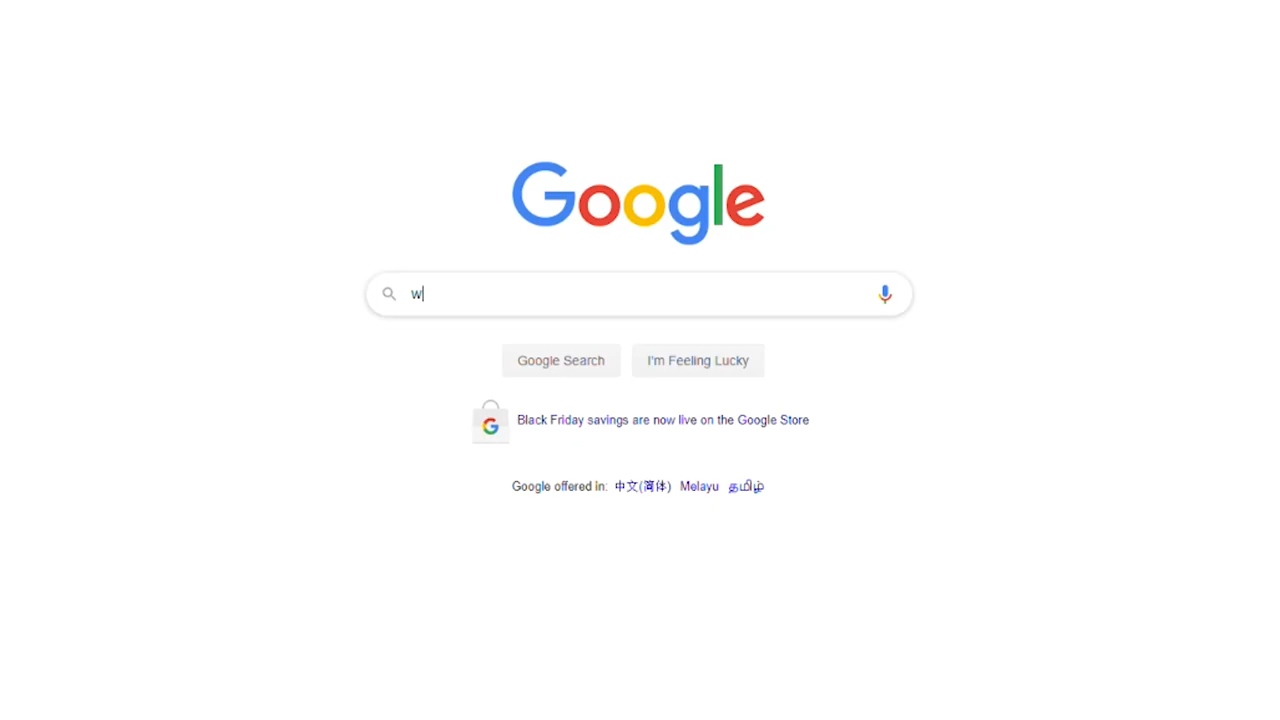 Google
w
Google Search I'm Feeling Lucky
G
Black Friday savings are now live on the Google Store
Google offered in: 中文(简体) Melayu தமிழ்